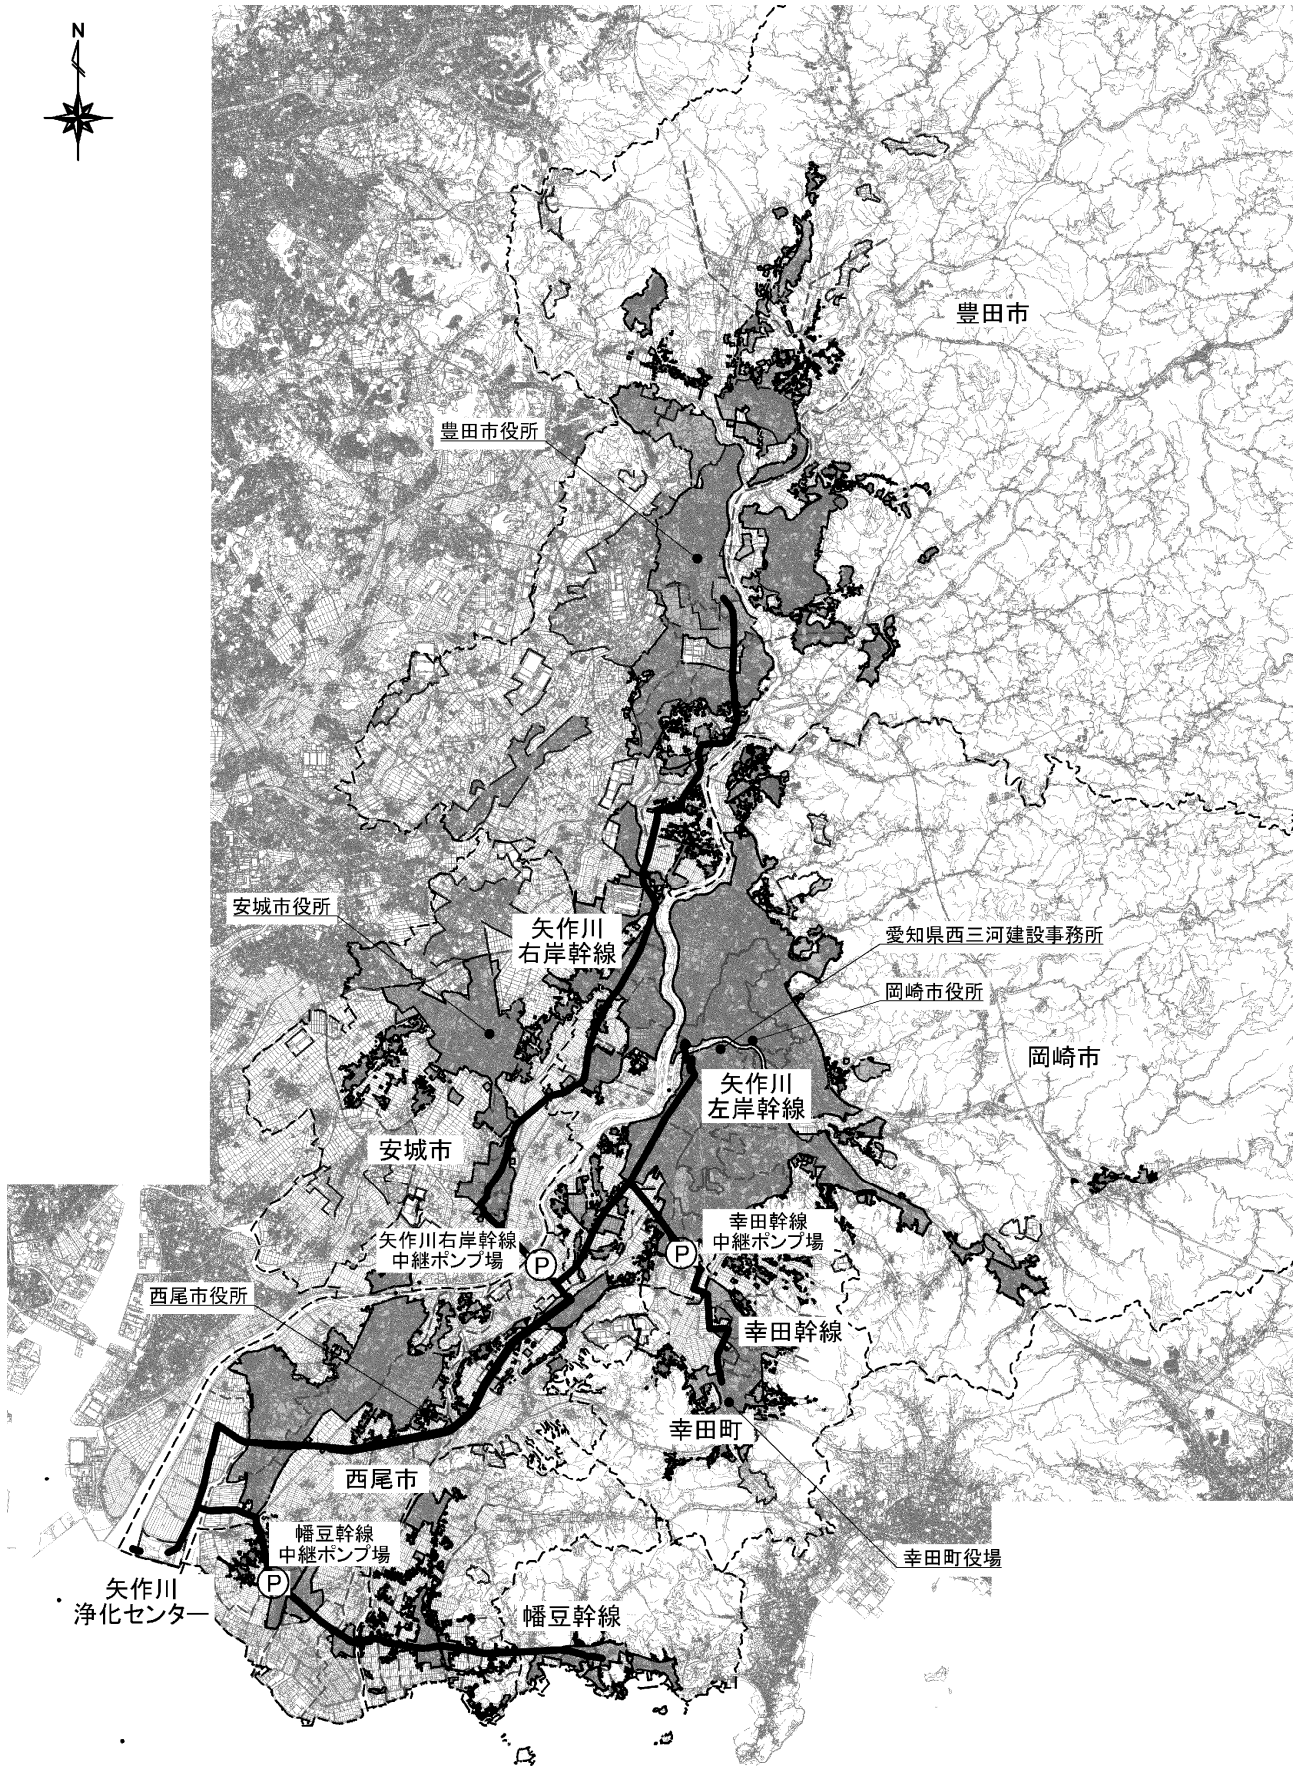 N
豊田市
豊田市役所
安城市役所
矢作川
右岸幹線
愛知県西三河建設事務所
岡崎市役所
岡崎市
矢作川
左岸幹線
安城市
矢作川右岸幹線
中継ポンプ場
P
幸田幹線
中継ポンプ場
P
西尾市役所
幸田幹線
幸田町
西尾市
幡豆幹線
中継ポンプ場
P
幸田町役場
矢作川
浄化センター
幡豆幹線